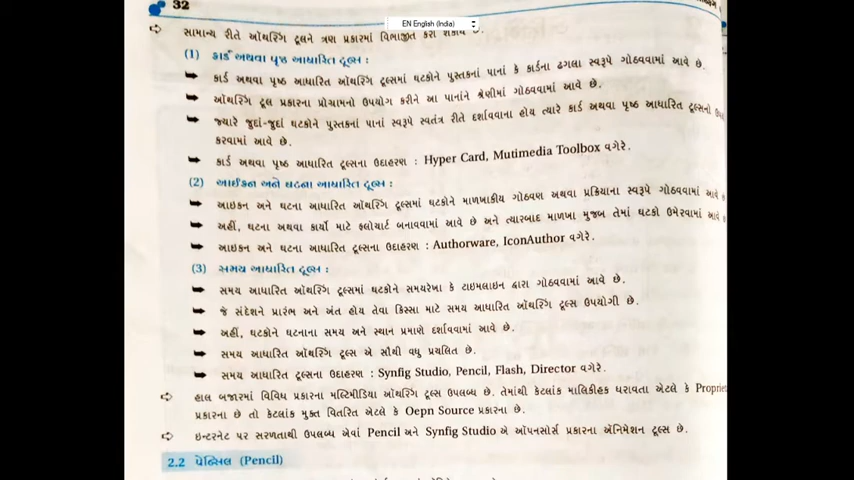 32
EN English (India)
સામાન્ય રીતે ઑથરિંગ ટૂલને ત્રણ પ્રકારમાં વિભાજીત કરી શકાય છે.
(1) કાર્ડ અથવા પૃષ્ઠ આધારિત ટૂલ્સ :
કાર્ડ અથવા પૃષ્ઠ આધારિત ઑથરિંગ ટૂલ્સમાં ઘટકોને પુસ્તકનાં પાનાં કે કાર્ડના ઢગલા સ્વરૂપે ગોઠવવામાં આવે છે.
ઑથરિંગ ટૂલ પ્રકારના પ્રોગ્રામનો ઉપયોગ કરીને આ પાનાંને શ્રેણીમાં ગોઠવવામાં આવે છે.
જ્યારે જુદાં-જુદાં ઘટકોને પુસ્તકનાં પાનાં સ્વરૂપે સ્વતંત્ર રીતે દર્શાવવાના હોય ત્યારે કાર્ડ અથવા પૃષ્ઠ આધારિત ટૂલ્સનો
કરવામાં આવે છે.
કાર્ડ અથવા પૃષ્ઠ આધારિત ટૂલ્સના ઉદાહરણ : Hyper Card, Mutimedia Toolbox વગેરે.
(2) આઈકન અને ઘટના આધારિત ટૂલ્સ :
આઇકન અને ઘટના આધારિત ઑથરિંગ ટૂલ્સમાં ઘટકોને માળખાકીય ગોઠવણ અથવા પ્રક્રિયાના સ્વરૂપે ગોઠવવામાં આવે
અહીં, ઘટના અથવા કાર્યો માટે ફ્લોચાર્ટ બનાવવામાં આવે છે અને ત્યારબાદ માળખા મુજબ તેમાં ઘટકો ઉમેરવામાં આવે
આઇકન અને ઘટના આધારિત ટૂલ્સના ઉદાહરણ : Authorware, IconAuthor વગેરે.
(3) સમય આધારિત ટૂલ્સ :
સમય આધારિત ઑથરિંગ ટૂલ્સમાં ઘટકોને સમયરેખા કે ટાઇમલાઇન દ્વારા ગોઠવવામાં આવે છે.
જે સંદેશને પ્રારંભ અને અંત હોય તેવા કિસ્સા માટે સમય આધારિત ઑથરિંગ ટૂલ્સ ઉપયોગી છે.
અહીં, ઘટકોને ઘટનાના સમય અને સ્થાન પ્રમાણે દર્શાવવામાં આવે છે.
સમય આધારિત ઑથરિંગ ટૂલ્સ એ સૌથી વધુ પ્રચલિત છે.
સમય આધારિત ટૂલ્સના ઉદાહરણ : Synfig Studio, Pencil, Flash, Director વગેરે.
હાલ બજારમાં વિવિધ પ્રકારના મલ્ટિમીડિયા ઑથરિંગ ટૂલ્સ ઉપલબ્ધ છે. તેમાંથી કેટલાંક માલિકીહક ધરાવતા એટલે કે Proprie
પ્રકારના છે તો કેટલાંક મુક્ત વિતરિત એટલે કે Oepn Source પ્રકારના છે.
ઇન્ટરનેટ પર સરળતાથી ઉપલબ્ધ એવાં Pencil અને Synfig Studio એ ઑપનસોર્સ પ્રકારના ઍનિમેશન ટૂલ્સ છે.
2.2 પેન્સિલ (Pencil)